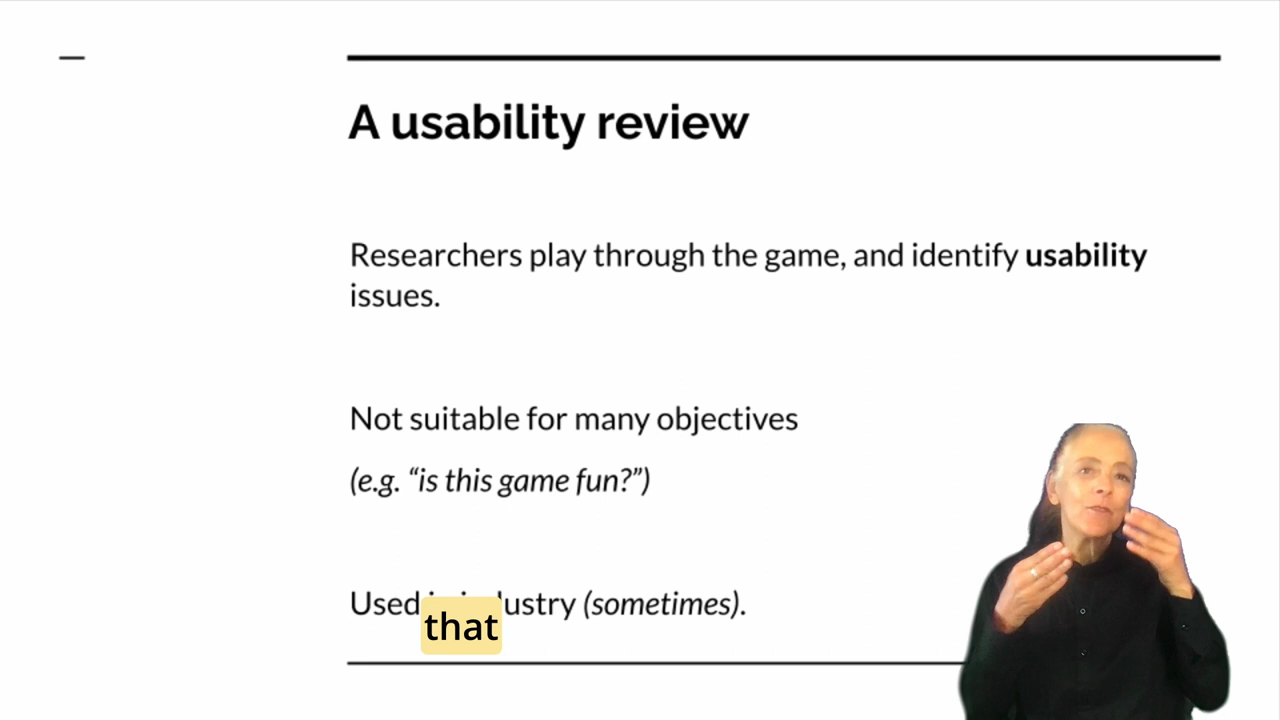 A usability review
Researchers play through the game, and identify usability
issues.
Not suitable for many objectives
(e.g. “is this game fun?”)
Used industry (sometimes).
that